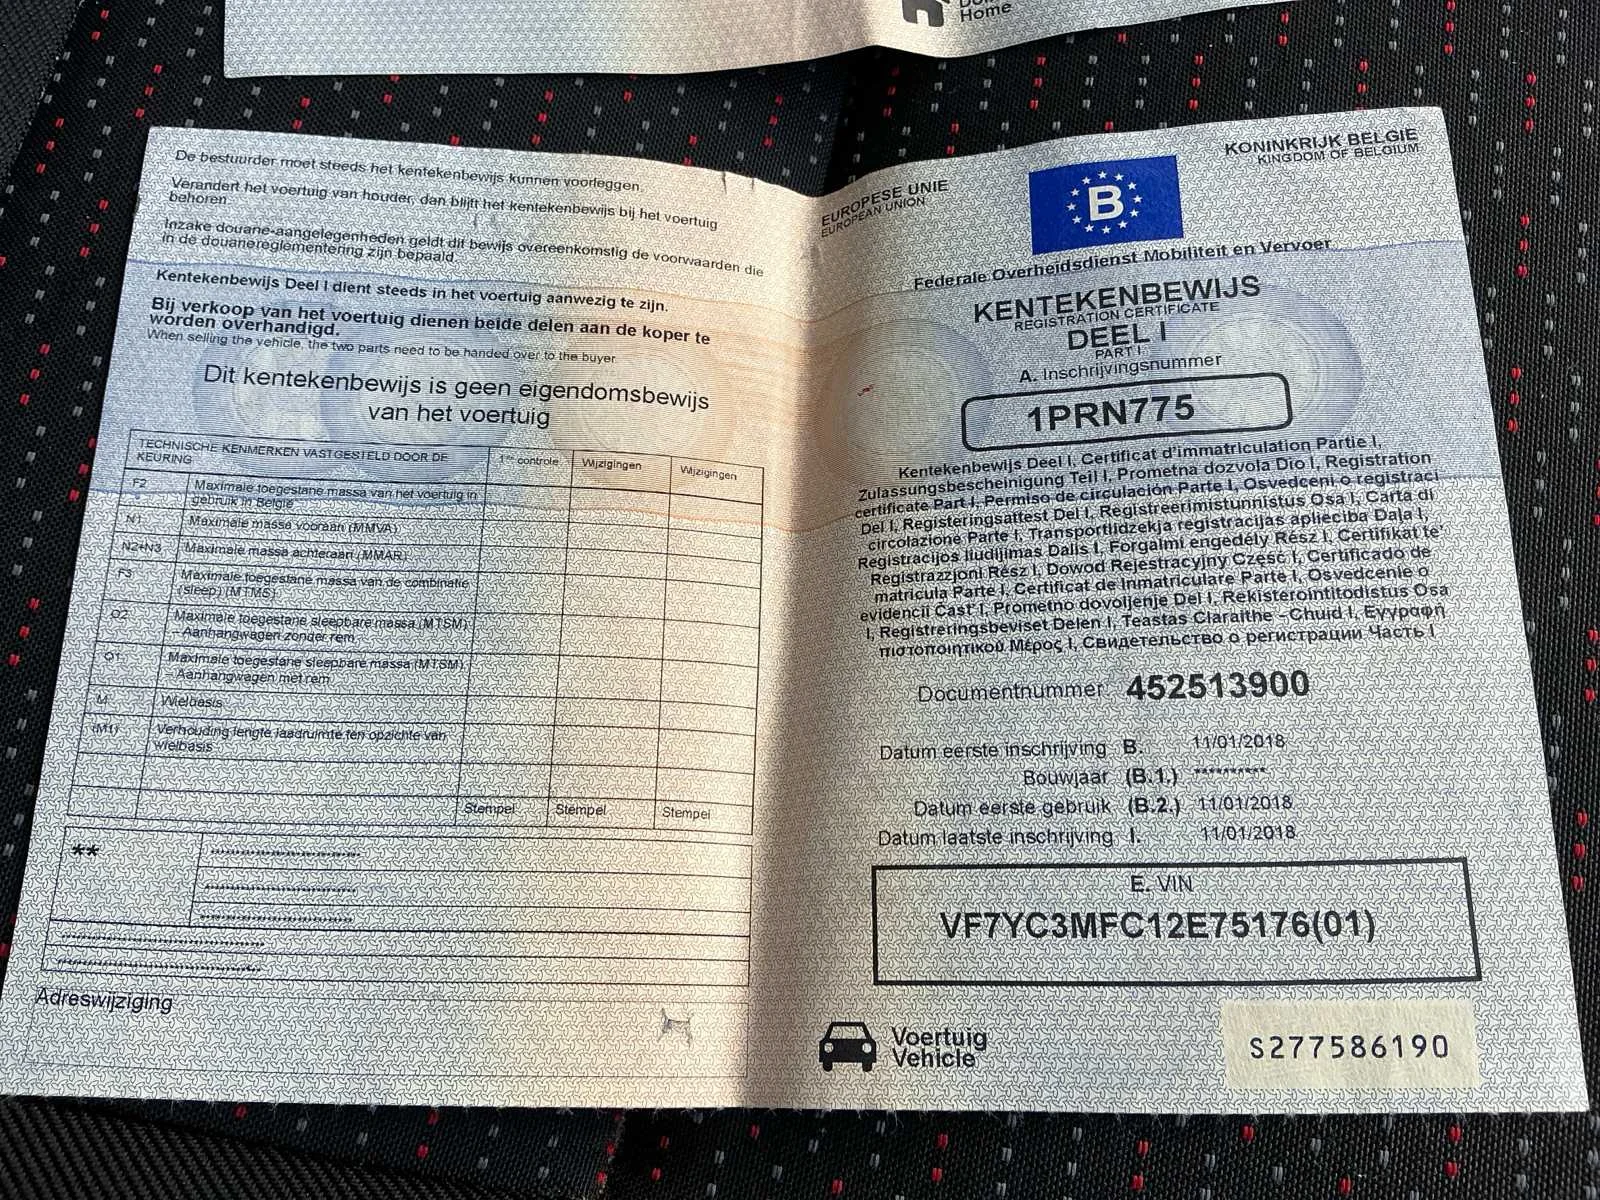 Home
De bestuurder moet steeds het kentekenbewijs kunnen voorleggen.
Verandert het voertuig van houder, dan blijft het kentekenbewijs bij het voertuig
behoren.
Inzake douane-aangelegenheden geldt dit bewijs overeenkomstig de voorwaarden die
in de douanereglementering zijn bepaald.
Kentekenbewijs Deel I dient steeds in het voertuig aanwezig te zijn.
Bij verkoop van het voertuig dienen beide delen aan de koper te
worden overhandigd.
When selling the vehicle, the two parts need to be handed over to the buyer.
Dit kentekenbewijs is geen eigendomsbewijs
van het voertuig
TECHNISCHE KENMERKEN VASTGESTELD DOOR DE
KEURING
1ste controle
Wijzigingen
Wijzigingen
F2 Maximale toegestane massa van het voertuig in
gebruik in België
N1 Maximale massa vooraan (MMVA)
N2+N3 Maximale massa achteraan (MMAR)
F3 Maximale toegestane massa van de combinatie
(sleep) (MTMS)
O2 Maximale toegestane sleepbare massa (MTSM)
– Aanhangwagen zonder rem
O1 Maximale toegestane sleepbare massa (MTSM)
– Aanhangwagen met rem
M Wielbasis
(M1) Verhouding lengte laadruimte ten opzichte van
wielbasis
Stempel Stempel Stempel
**
Adreswijziging
EUROPESE UNIE
EUROPEAN UNION
B
KONINKRIJK BELGIE
KINGDOM OF BELGIUM
Federale Overheidsdienst Mobiliteit en Vervoer
KENTEKENBEWIJS
REGISTRATION CERTIFICATE
DEEL I
PART I
A. Inschrijvingsnummer
1PRN775
Kentekenbewijs Deel I, Certificat d'immatriculation Partie I,
Zulassungsbescheinigung Teil I, Prometna dozvola Dio I, Registration
certificate Part I, Permiso de circulación Parte I, Osvedceni o registraci
Del I, Registeringsattest Del I, Registreerimistunnistus Osa I, Carta di
circolazione Parte I, Transportlidzekja registracijas aplieciba Daļa I,
Registracijos liudijimas Dalis I, Forgalmi engedély Rész I, Certifikat te'
Registrazzjoni Rész I, Dowod Rejestracyjny Część I, Certificado de
matricula Parte I, Certificat de Inmatriculare Parte I, Osvedcenie o
evidencii Čast' I, Prometno dovoljenje Del I, Rekisterointitodistus Osa
I, Registreringsbeviset Delen I, Teastas Claraithe -Chuid I, Εγγραφη
πιστοποιητικού Μέρος I, Свидетельство о регистрации Часть I
Documentnummer: 452513900
Datum eerste inschrijving B. 11/01/2018
Bouwjaar (B.1.) **********
Datum eerste gebruik (B.2.) 11/01/2018
Datum laatste inschrijving I. 11/01/2018
E. VIN
VF7YC3MFC12E75176(01)
Voertuig
Vehicle
S277586190